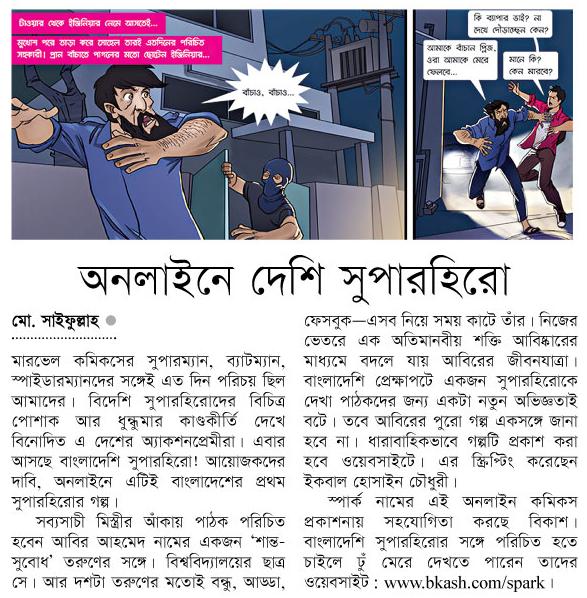 টাওয়ার থেকে ইঞ্জিনিয়ার নেমে আসতেই...
মুখোশ পরে তাড়া করে সোহেল তারই এতদিনের পরিচিত
সহকারী। প্রান বাঁচাতে পাগলের মতো ছোটেন ইঞ্জিনিয়ার...
বাঁচাও, বাঁচাও...
কি ব্যাপার ভাই? না
দেখে দৌড়াচ্ছেন কেন?
আমাকে বাঁচান প্লিজ,
ওরা আমাকে মেরে
ফেলবে...
মানে কি?
কেন মারবে?
অনলাইনে দেশি সুপারহিরো
মো. সাইফুল্লাহ
মারভেল কমিকসের সুপারম্যান, ব্যাটম্যান,
স্পাইডারম্যানদের সঙ্গেই এত দিন পরিচয় ছিল
আমাদের। বিদেশি সুপারহিরোদের বিচিত্র
পোশাক আর ধুন্ধুমার কাণ্ডকীর্তি দেখে
বিনোদিত এ দেশের অ্যাকশনপ্রেমীরা। এবার
আসছে বাংলাদেশি সুপারহিরো! আয়োজকদের
দাবি, অনলাইনে এটিই বাংলাদেশের প্রথম
সুপারহিরোর গল্প।
সব্যসাচী মিস্ত্রীর আঁকায় পাঠক পরিচিত
হবেন আবির আহমেদ নামের একজন ‘শান্ত-
সুবোধ’ তরুণের সঙ্গে। বিশ্ববিদ্যালয়ের ছাত্র
সে। আর দশটা তরুণের মতোই বন্ধু, আড্ডা,
ফেসবুক—এসব নিয়ে সময় কাটে তাঁর। নিজের
ভেতরে এক অতিমানবীয় শক্তি আবিষ্কারের
মাধ্যমে বদলে যায় আবিরের জীবনযাত্রা।
বাংলাদেশি প্রেক্ষাপটে একজন সুপারহিরোকে
দেখা পাঠকদের জন্য একটা নতুন অভিজ্ঞতাই
বটে। তবে আবিরের পুরো গল্প একসঙ্গে জানা
হবে না। ধারাবাহিকভাবে গল্পটি প্রকাশ করা
হবে ওয়েবসাইটে। এর স্ক্রিপ্টিং করেছেন
ইকবাল হোসাইন চৌধুরী।
স্পার্ক নামের এই অনলাইন কমিকস
প্রকাশনায় সহযোগিতা করছে বিকাশ।
বাংলাদেশি সুপারহিরোর সঙ্গে পরিচিত হতে
চাইলে ঢুঁ মেরে দেখতে পারেন তাদের
ওয়েবসাইট : www.bkash.com/spark।